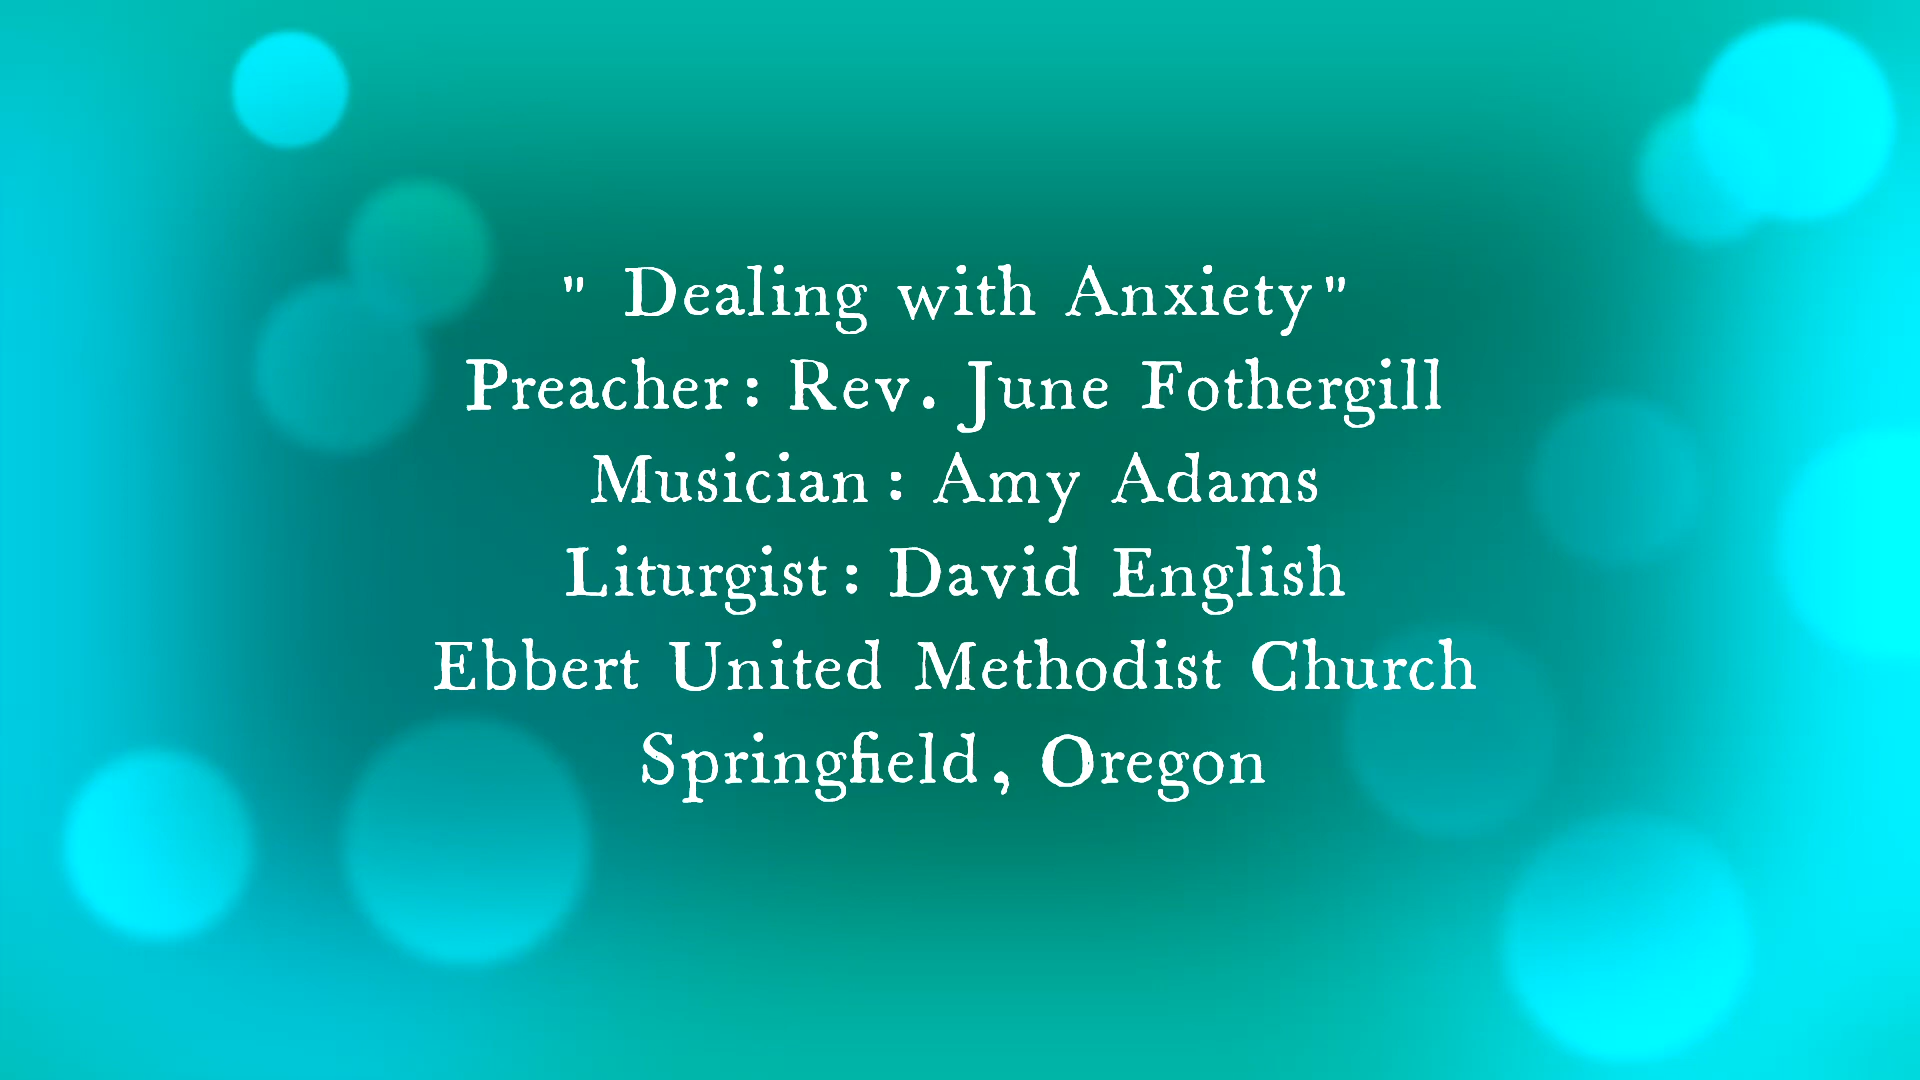 " Dealing with Anxiety"
Preacher: Rev. June Fothergill
Musician: Amy Adams
Liturgist: David English
Ebbert United Methodist Church
Springfield, Oregon